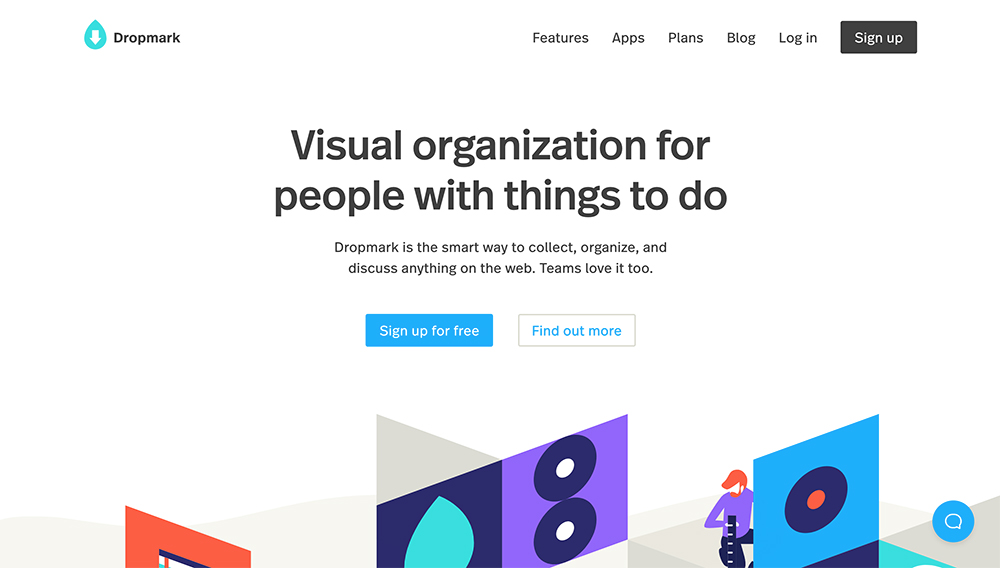 Dropmark
Features Apps Plans Blog Log in Sign up
Visual organization for
people with things to do
Dropmark is the smart way to collect, organize, and
discuss anything on the web. Teams love it too.
Sign up for free Find out more